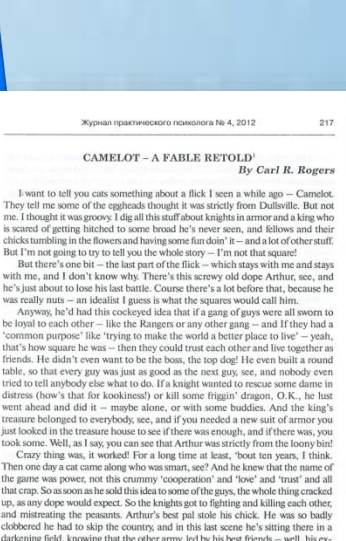 Журнал практического психолога № 4, 2012 217
CAMELOT – A FABLE RETOLD¹
By Carl R. Rogers
I want to tell you cats something about a flick I seen a while ago — Camelot.
They tell me some of the eggheads thought it was strictly from Dullsville. But not
me. I thought it was groovy. I dig all this stuff about knights in armor and a king who
is scared of getting hitched to some broad he's never seen, and fellows and their
chicks tumbling in the flowers and having some fun doin' it — and a lot of other stuff.
But I'm not going to try to tell you the whole story — I'm not that square!
But there's one bit — the last part of the flick — which stays with me and stays
with me, and I don't know why. There's this screwy old dope Arthur, see, and
he's just about to lose his last battle. Course there's a lot before that, because he
was really nuts — an idealist I guess is what the squares would call him.
Anyway, he'd had this cockeyed idea that if a gang of guys were all sworn to
be loyal to each other — like the Rangers or any other gang — and If they had a
'common purpose' like 'trying to make the world a better place to live' — yeah,
that's how square he was — then they could trust each other and live together as
friends. He didn't even want to be the boss, the top dog! He even built a round
table, so that every guy was just as good as the next guy, see, and nobody even
tried to tell anybody else what to do. If a knight wanted to rescue some dame in
distress (how's that for kookiness!) or kill some friggin' dragon, O.K., he lust
went ahead and did it — maybe alone, or with some buddies. And the king's
treasure belonged to everybody, see, and if you needed a new suit of armor you
just looked in the treasure house to see if there was enough, and if there was, you
took some. Well, as I say, you can see that Arthur was strictly from the loony bin!
Crazy thing was, it worked! For a long time at least, 'bout ten years, I think.
Then one day a cat came along who was smart, see? And he knew that the name of
the game was power, not this crummy 'cooperation' and 'love' and 'trust' and all
that crap. So as soon as he sold this idea to some of the guys, the whole thing cracked
up, as any dope would expect. So the knights got to fighting and killing each other,
and mistreating the peasants. Arthur's best pal stole his chick. He was so badly
clobbered he had to skip the country, and in this last scene he's sitting there in a
darkening field, knowing that the other army, led by his best friends — well, his ex-